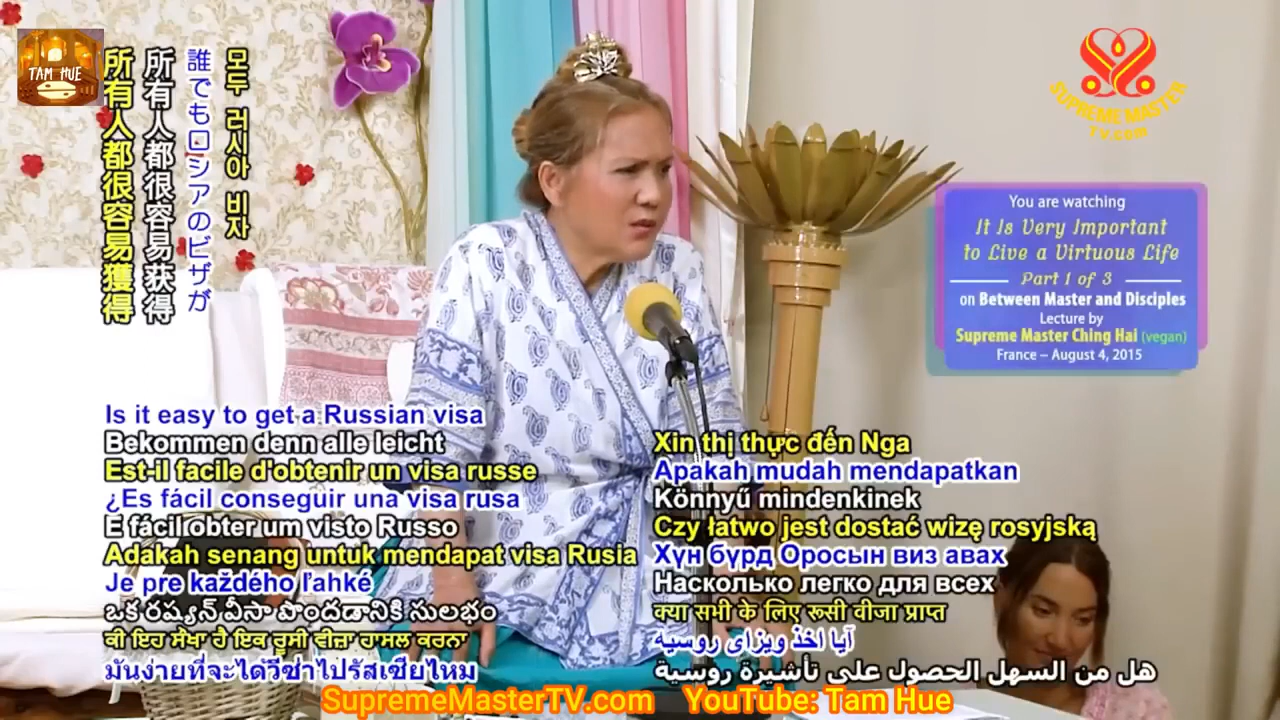 TAM HUE
모두 러시아 비자
誰でもロシアのビザが
所有人都很容易获得
所有人都很容易獲得
SUPREME MASTER
TV.COM
You are watching
It Is Very Important
to Live a Virtuous Life
Part 1 of 3
on Between Master and Disciples
Lecture by
Supreme Master Ching Hai (vegan)
France – August 4, 2015
Is it easy to get a Russian visa
Bekommen denn alle leicht
Est-il facile d'obtenir un visa russe
¿Es fácil conseguir una visa rusa
É fácil obter um visto Russo
Adakah senang untuk mendapat visa Rusia
Je pre každého ľahké
ఒక రష్యన్ వీసా పొందడానికి సులభం
ਕੀ ਇਹ ਸੌਖਾ ਹੈ ਇਕ ਰੂਸੀ ਵੀਜ਼ਾ ਹਾਸਲ ਕਰਨਾ
มันง่ายที่จะได้วีซ่าไปรัสเซียไหม
Xin thị thực đến Nga
Apakah mudah mendapatkan
Könnyű mindenkinek
Czy łatwo jest dostać wizę rosyjską
Хүн бүрд Оросын виз авах
Насколько легко для всех
क्या सभी के लिए रूसी वीजा प्राप्त
آیا اخذ ویزای روسیه
هل من السهل الحصول على تأشيرة روسية
SupremeMasterTV.com YouTube: Tam Hue